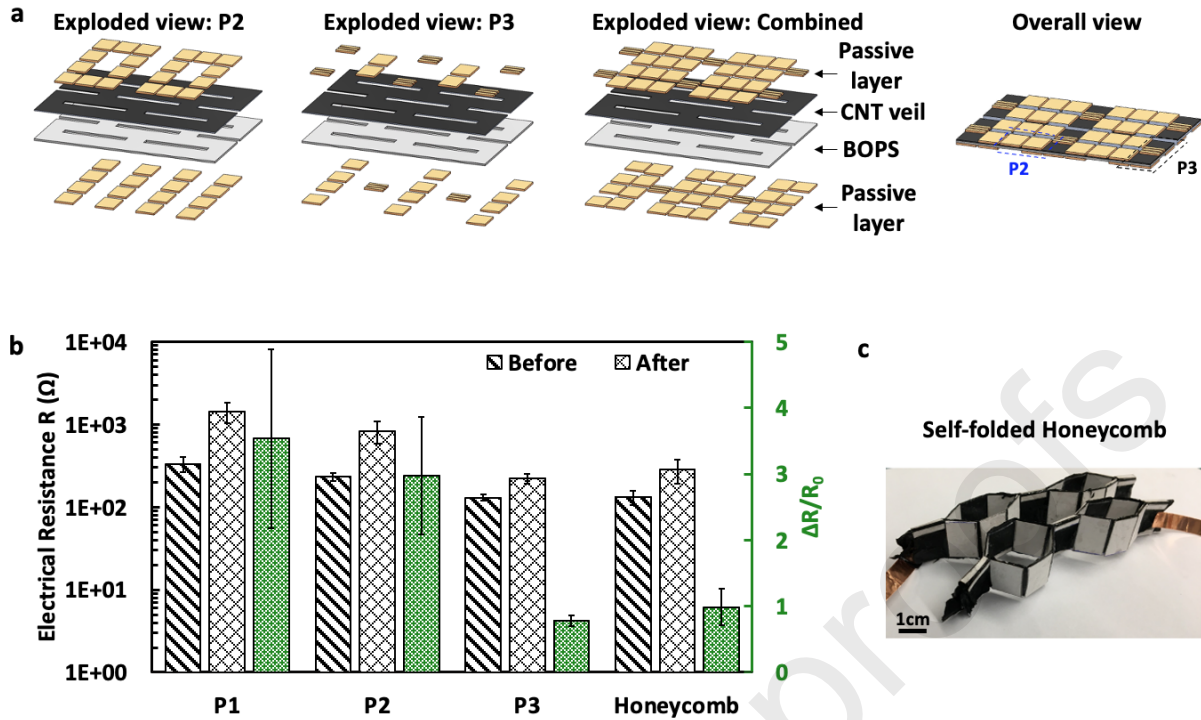 a
Exploded view: P2
Exploded view: P3
Exploded view: Combined
Overall view
Passive
layer
CNT veil
BOPS
Passive
layer
P2
P3
b
Electrical Resistance R (Ω)
1E+04
1E+03
1E+02
1E+01
1E+00
Before
After
5
4
3
2
1
0
ΔR/R₀
P1
P2
P3
Honeycomb
c
Self-folded Honeycomb
1cm
proofs